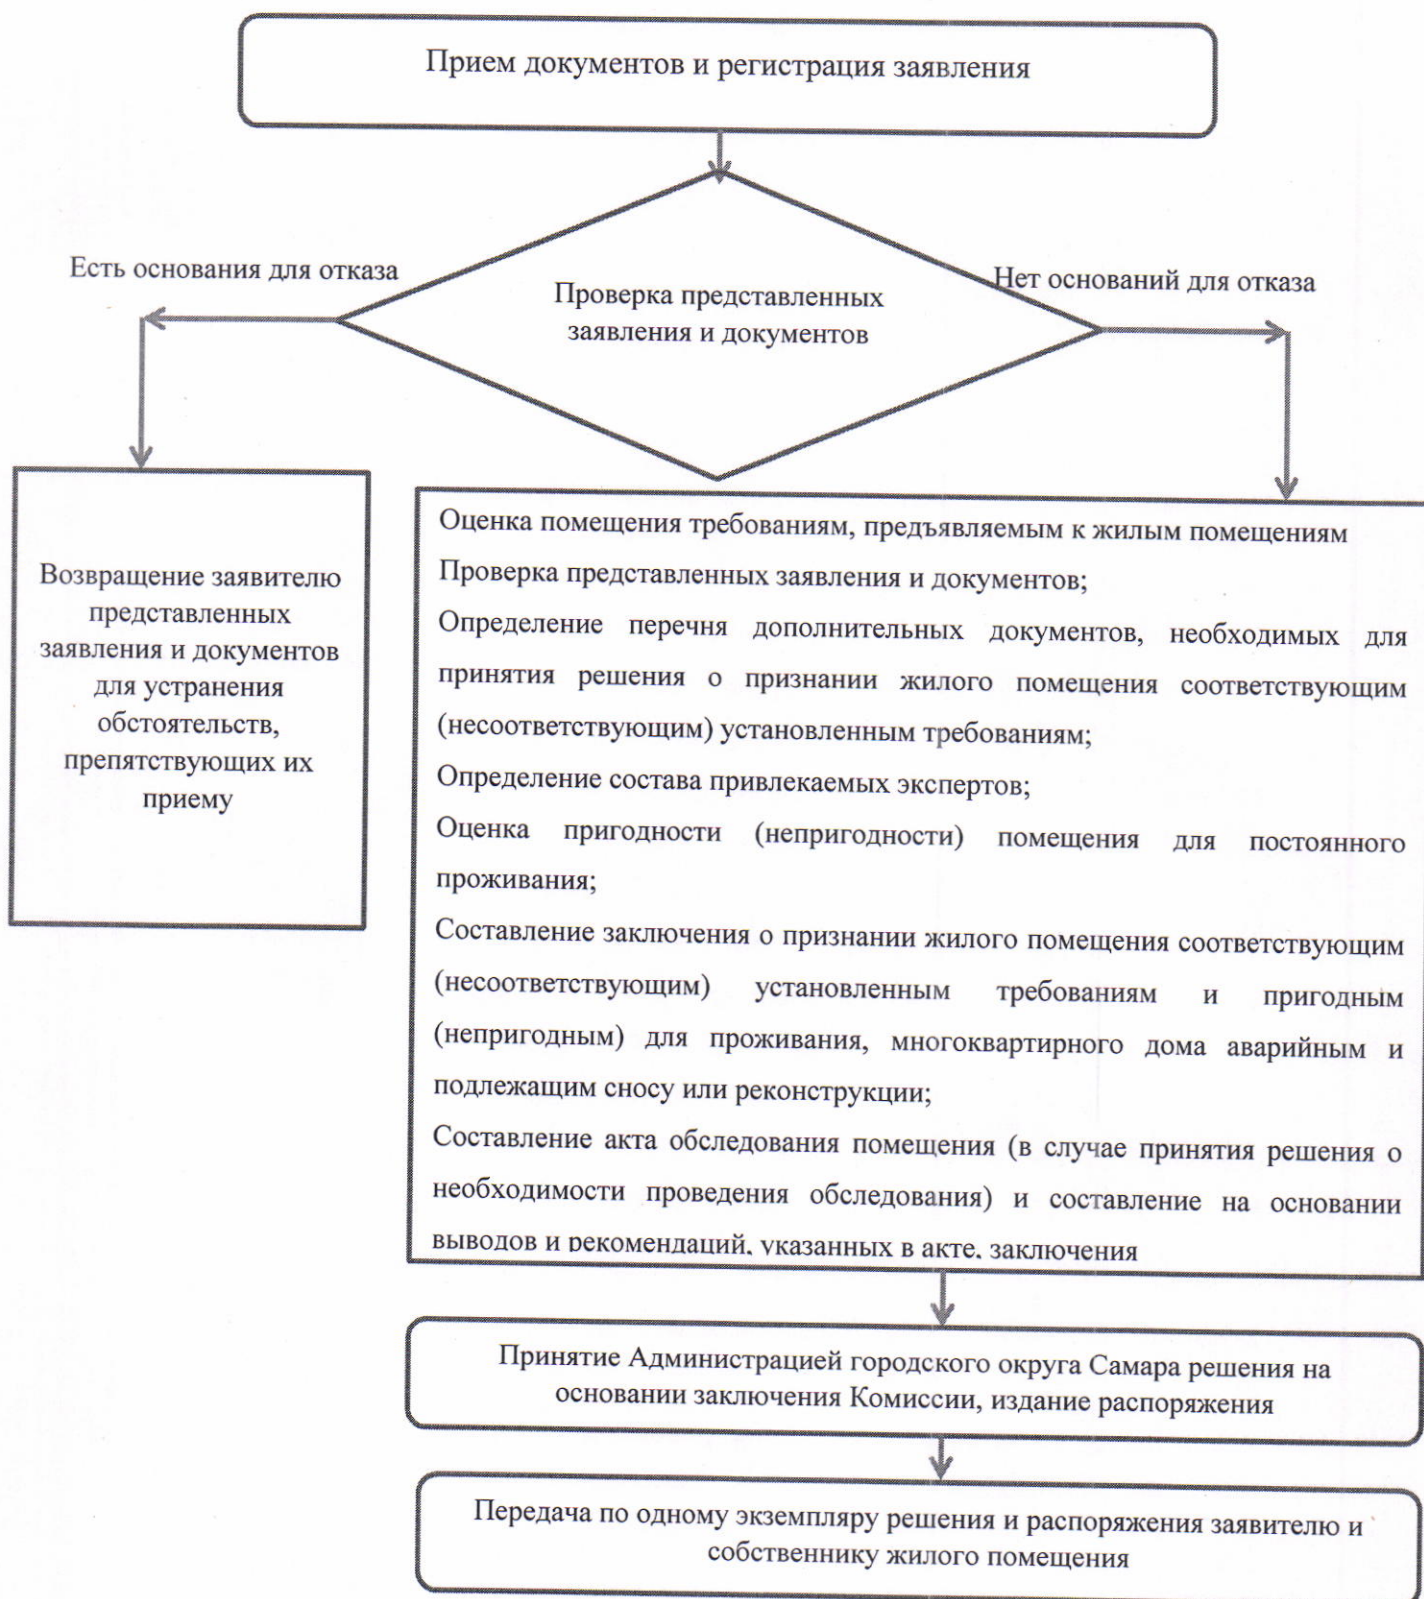 Прием документов и регистрация заявления
Есть основания для отказа
Нет оснований для отказа
Проверка представленных
заявления и документов
Возвращение заявителю
представленных
заявления и документов
для устранения
обстоятельств,
препятствующих их
приему
Оценка помещения требованиям, предъявляемым к жилым помещениям
Проверка представленных заявления и документов;
Определение перечня дополнительных документов, необходимых для
принятия решения о признании жилого помещения соответствующим
(несоответствующим) установленным требованиям;
Определение состава привлекаемых экспертов;
Оценка пригодности (непригодности) помещения для постоянного
проживания;
Составление заключения о признании жилого помещения соответствующим
(несоответствующим) установленным требованиям и пригодным
(непригодным) для проживания, многоквартирного дома аварийным и
подлежащим сносу или реконструкции;
Составление акта обследования помещения (в случае принятия решения о
необходимости проведения обследования) и составление на основании
выводов и рекомендаций, указанных в акте, заключения
Принятие Администрацией городского округа Самара решения на
основании заключения Комиссии, издание распоряжения
Передача по одному экземпляру решения и распоряжения заявителю и
собственнику жилого помещения